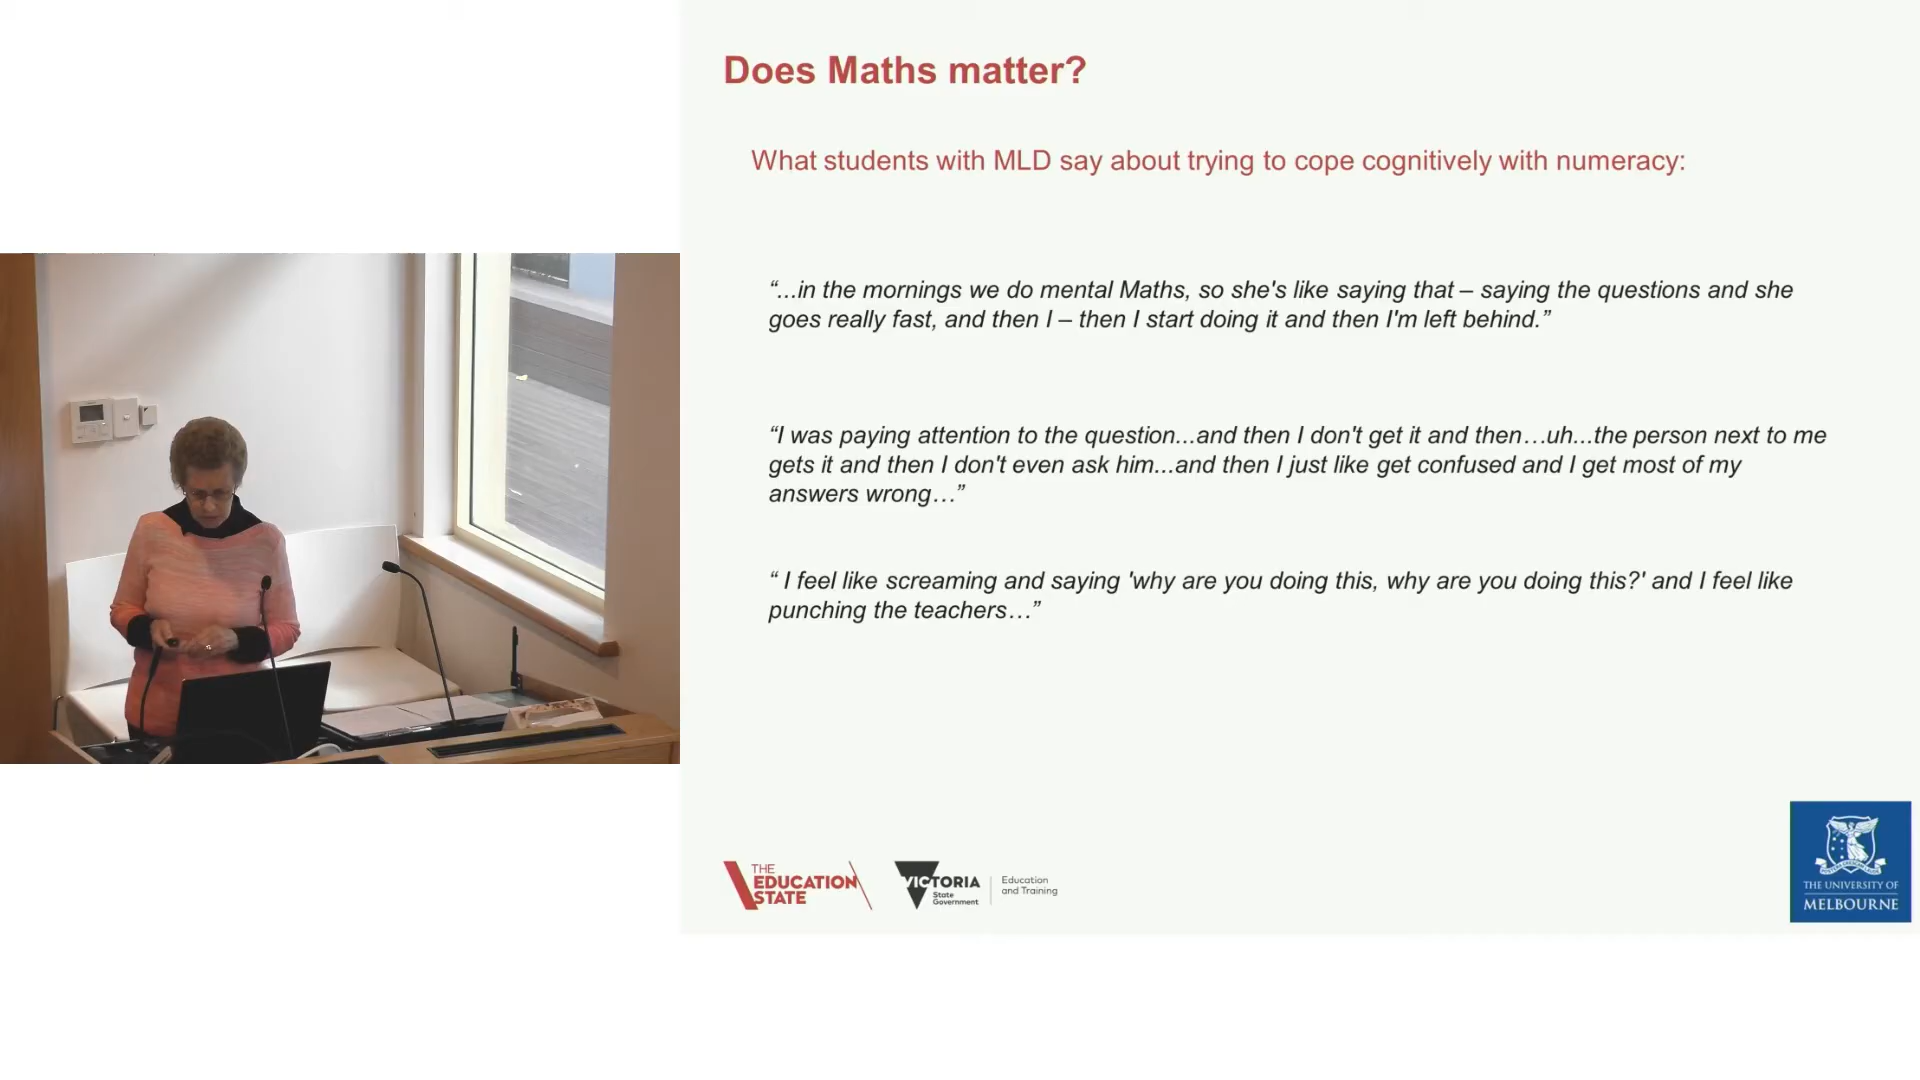 Does Maths matter?
What students with MLD say about trying to cope cognitively with numeracy:
“...in the mornings we do mental Maths, so she's like saying that – saying the questions and she
goes really fast, and then I – then I start doing it and then I'm left behind.”
“I was paying attention to the question...and then I don't get it and then…uh...the person next to me
gets it and then I don't even ask him...and then I just like get confused and I get most of my
answers wrong…”
“ I feel like screaming and saying 'why are you doing this, why are you doing this?' and I feel like
punching the teachers…”
THE
EDUCATION
STATE
VICTORIA
State
Government
Education
and Training
THE UNIVERSITY OF
MELBOURNE